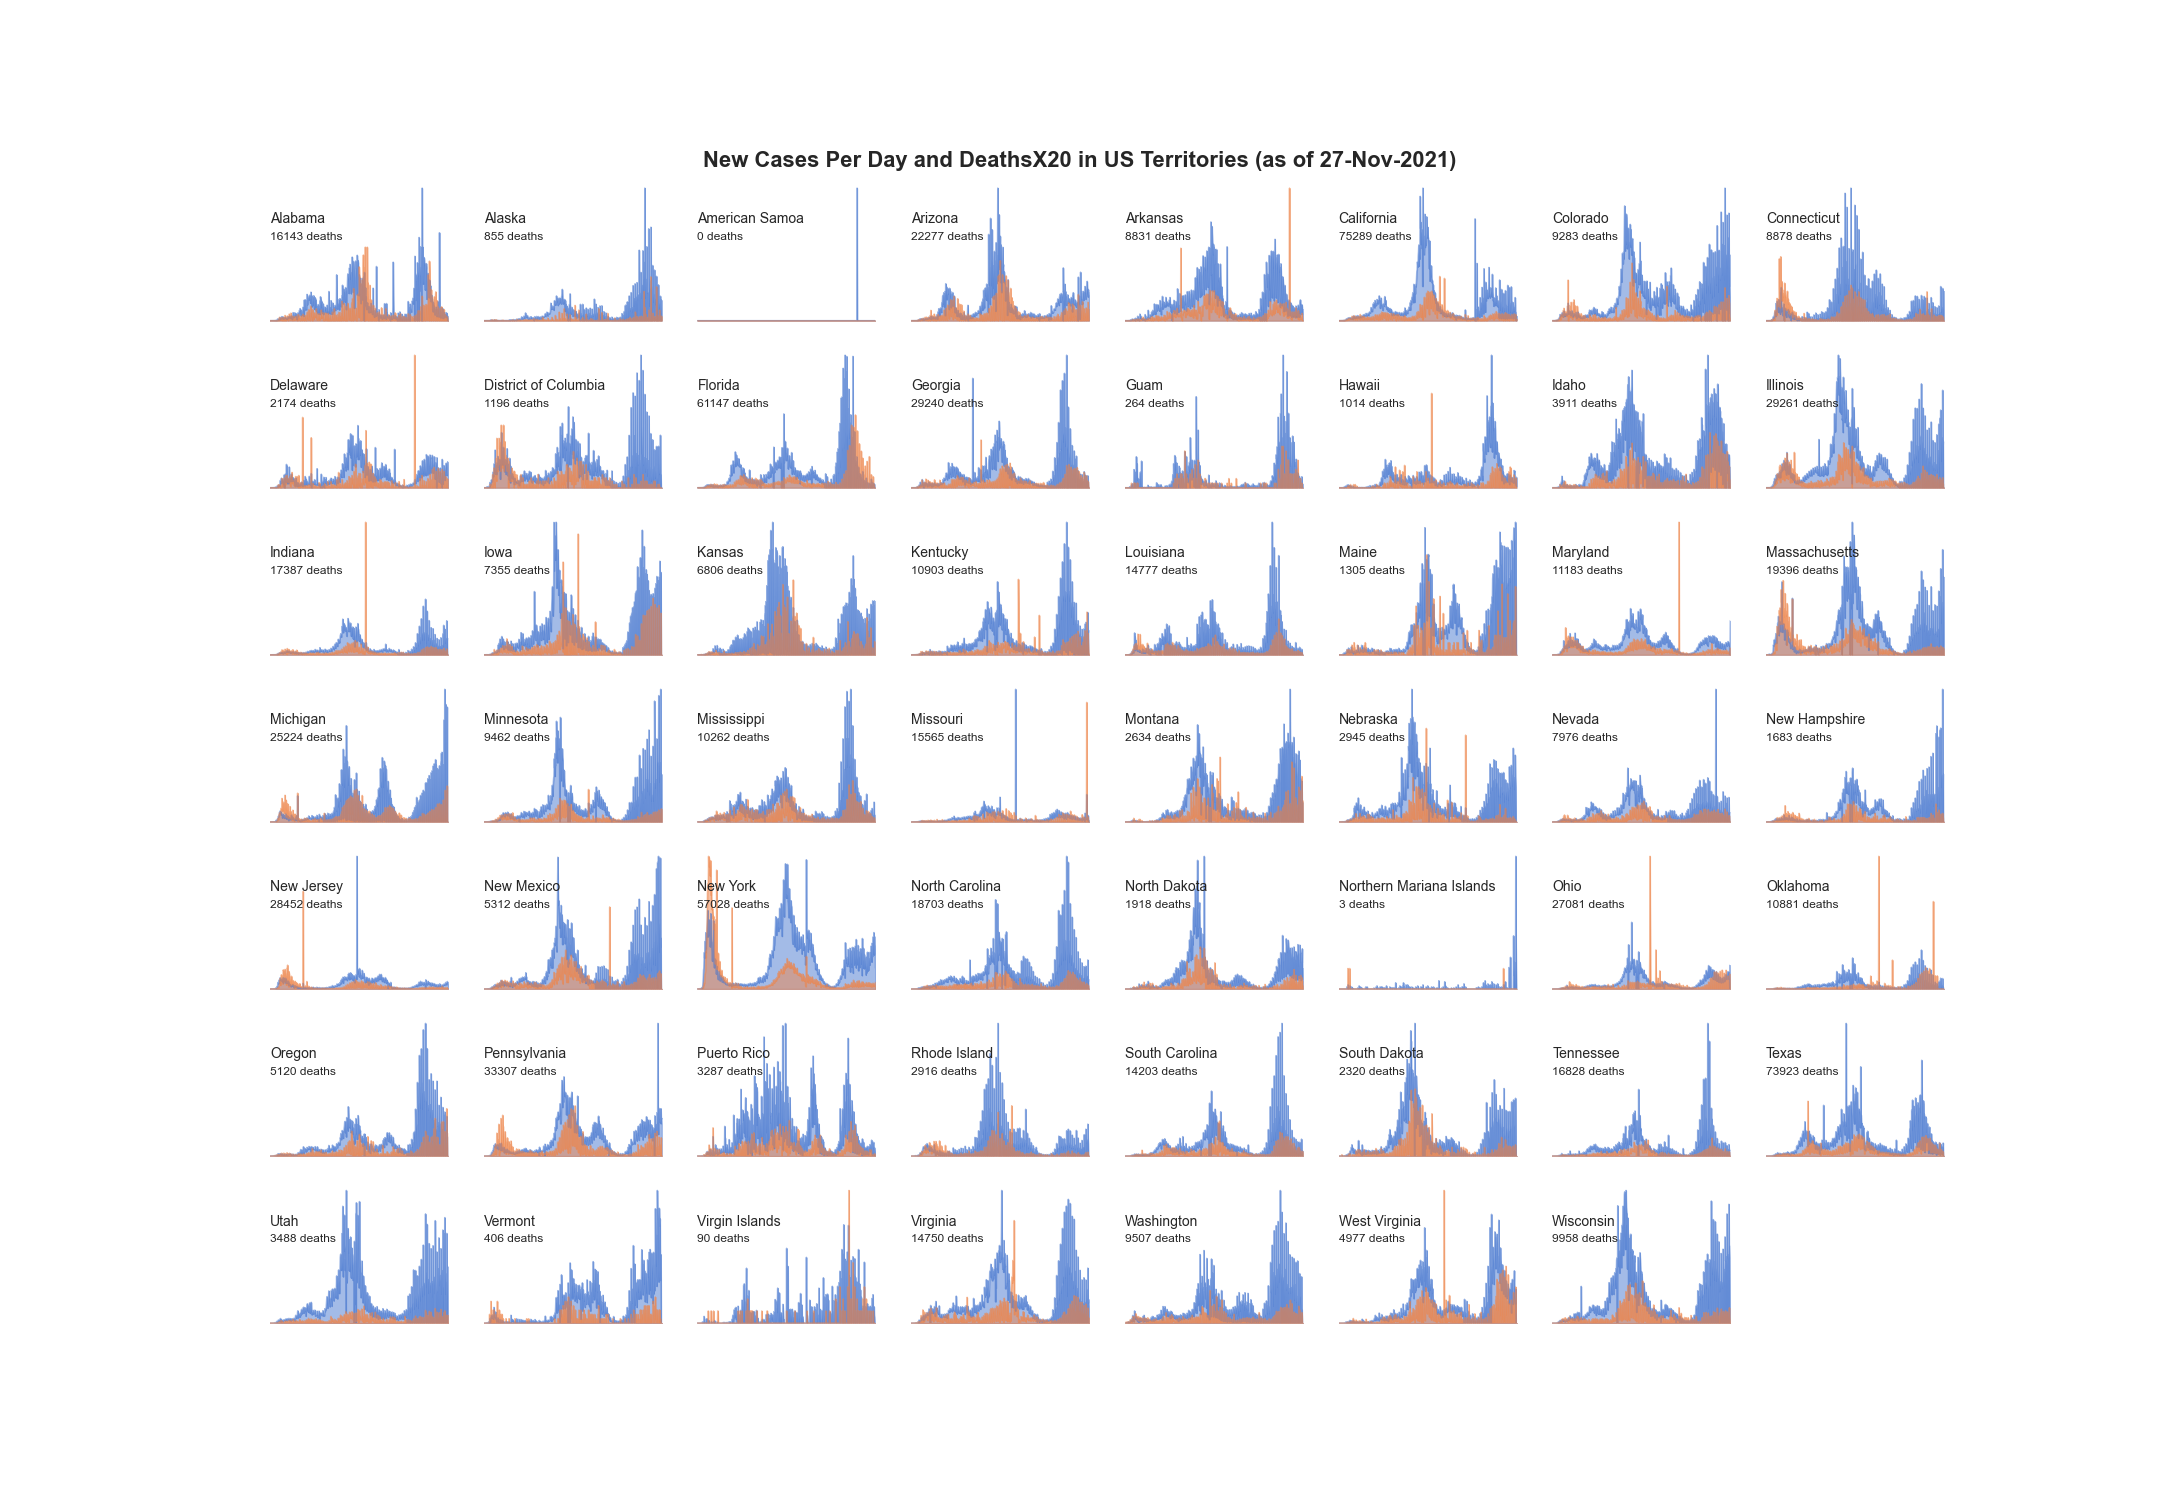 New Cases Per Day and DeathsX20 in US Territories (as of 27-Nov-2021)
Alabama
16143 deaths
Alaska
855 deaths
American Samoa
0 deaths
Arizona
22277 deaths
Arkansas
8831 deaths
California
75289 deaths
Colorado
9283 deaths
Connecticut
8878 deaths
Delaware
2174 deaths
District of Columbia
1196 deaths
Florida
61147 deaths
Georgia
29240 deaths
Guam
264 deaths
Hawaii
1014 deaths
Idaho
3911 deaths
Illinois
29261 deaths
Indiana
17387 deaths
Iowa
7355 deaths
Kansas
6806 deaths
Kentucky
10903 deaths
Louisiana
14777 deaths
Maine
1305 deaths
Maryland
11183 deaths
Massachusetts
19396 deaths
Michigan
25224 deaths
Minnesota
9462 deaths
Mississippi
10262 deaths
Missouri
15565 deaths
Montana
2634 deaths
Nebraska
2945 deaths
Nevada
7976 deaths
New Hampshire
1683 deaths
New Jersey
28452 deaths
New Mexico
5312 deaths
New York
57028 deaths
North Carolina
18703 deaths
North Dakota
1918 deaths
Northern Mariana Islands
3 deaths
Ohio
27081 deaths
Oklahoma
10881 deaths
Oregon
5120 deaths
Pennsylvania
33307 deaths
Puerto Rico
3287 deaths
Rhode Island
2916 deaths
South Carolina
14203 deaths
South Dakota
2320 deaths
Tennessee
16828 deaths
Texas
73923 deaths
Utah
3488 deaths
Vermont
406 deaths
Virgin Islands
90 deaths
Virginia
14750 deaths
Washington
9507 deaths
West Virginia
4977 deaths
Wisconsin
9958 deaths